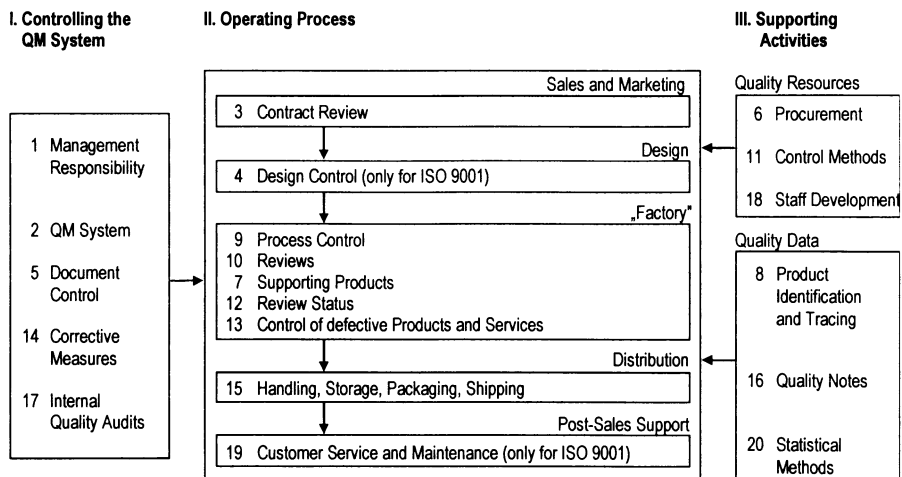 I. Controlling the
QM System
II. Operating Process
III. Supporting
Activities
1 Management
Responsibility
2 QM System
5 Document
Control
14 Corrective
Measures
17 Internal
Quality Audits
Sales and Marketing
3 Contract Review
Design
4 Design Control (only for ISO 9001)
„Factory"
9 Process Control
10 Reviews
7 Supporting Products
12 Review Status
13 Control of defective Products and Services
Distribution
15 Handling, Storage, Packaging, Shipping
Post-Sales Support
19 Customer Service and Maintenance (only for ISO 9001)
Quality Resources
6 Procurement
11 Control Methods
18 Staff Development
Quality Data
8 Product
Identification
and Tracing
16 Quality Notes
20 Statistical
Methods